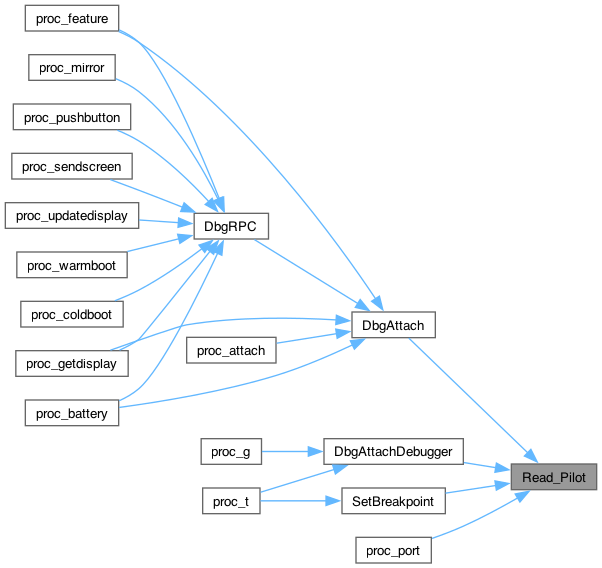 proc_feature
proc_mirror
proc_pushbutton
proc_sendscreen
proc_updatedisplay
DbgRPC
proc_warmboot
proc_coldboot
DbgAttach
proc_attach
proc_getdisplay
proc_battery
proc_g
DbgAttachDebugger
Read_Pilot
proc_t
SetBreakpoint
proc_port